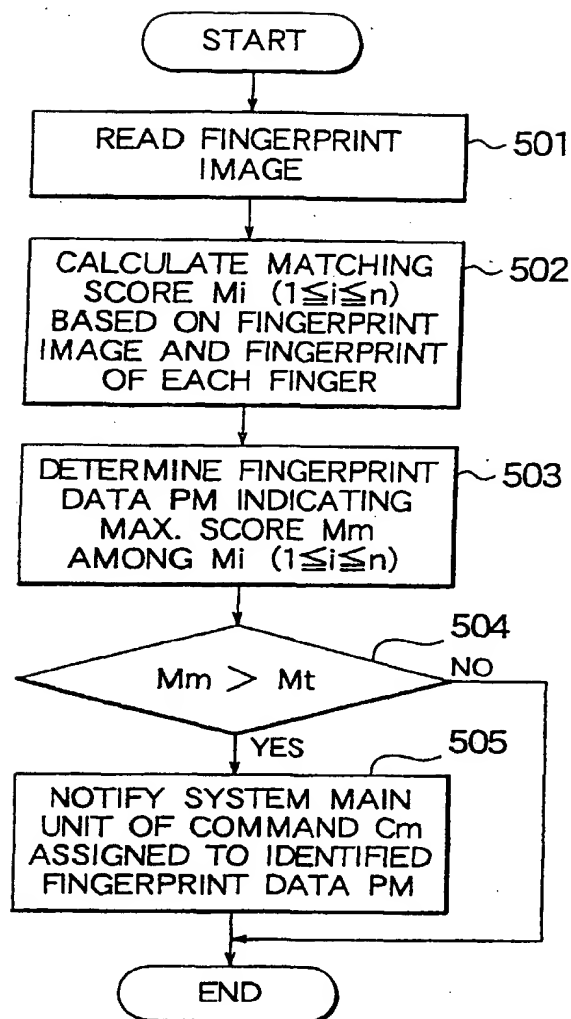 START
READ FINGERPRINT
IMAGE
501
CALCULATE MATCHING
SCORE Mi (1≦i≦n)
BASED ON FINGERPRINT
IMAGE AND FINGERPRINT
OF EACH FINGER
502
DETERMINE FINGERPRINT
DATA PM INDICATING
MAX. SCORE Mm
AMONG Mi (1≦i≦n)
503
Mm > Mt
504
NO
YES
505
NOTIFY SYSTEM MAIN
UNIT OF COMMAND Cm
ASSIGNED TO IDENTIFIED
FINGERPRINT DATA PM
END